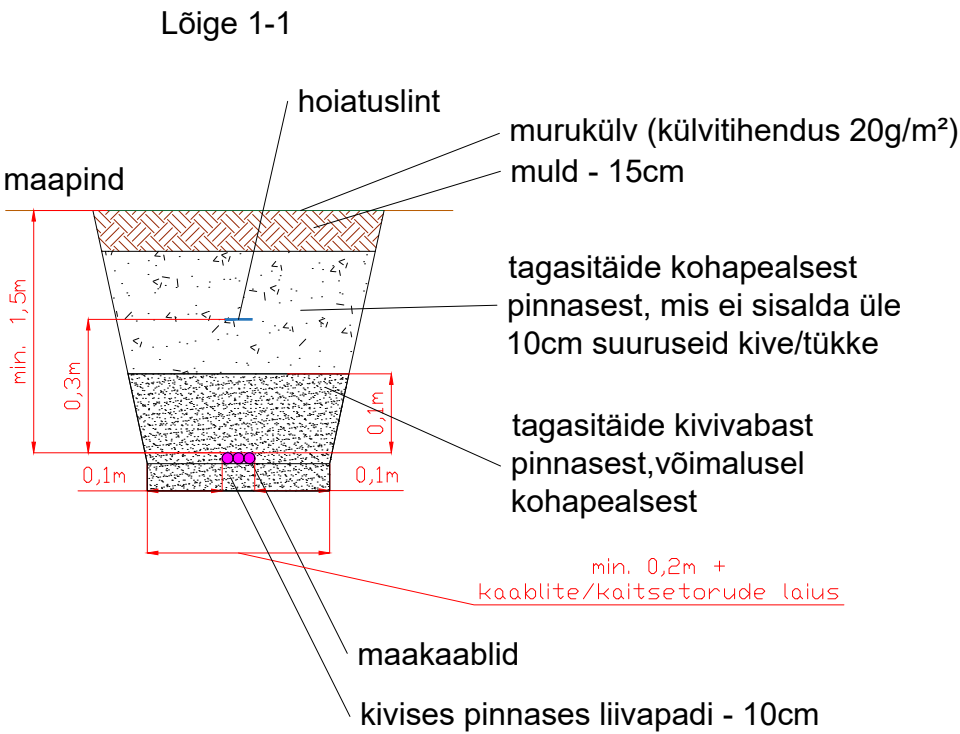 Lõige 1-1
hoiatuslint
murukülv (külvitihendus 20g/m²)
maapind
muld - 15cm
tagasitäide kohapealsest
pinnasest, mis ei sisalda üle
10cm suuruseid kive/tükke
min. 1,5m
0,3m
0,1m
tagasitäide kivivabast
pinnasest,võimalusel
kohapealsest
0,1m
0,1m
min. 0,2m +
kaablite/kaitsetorude laius
maakaablid
kivises pinnases liivapadi - 10cm